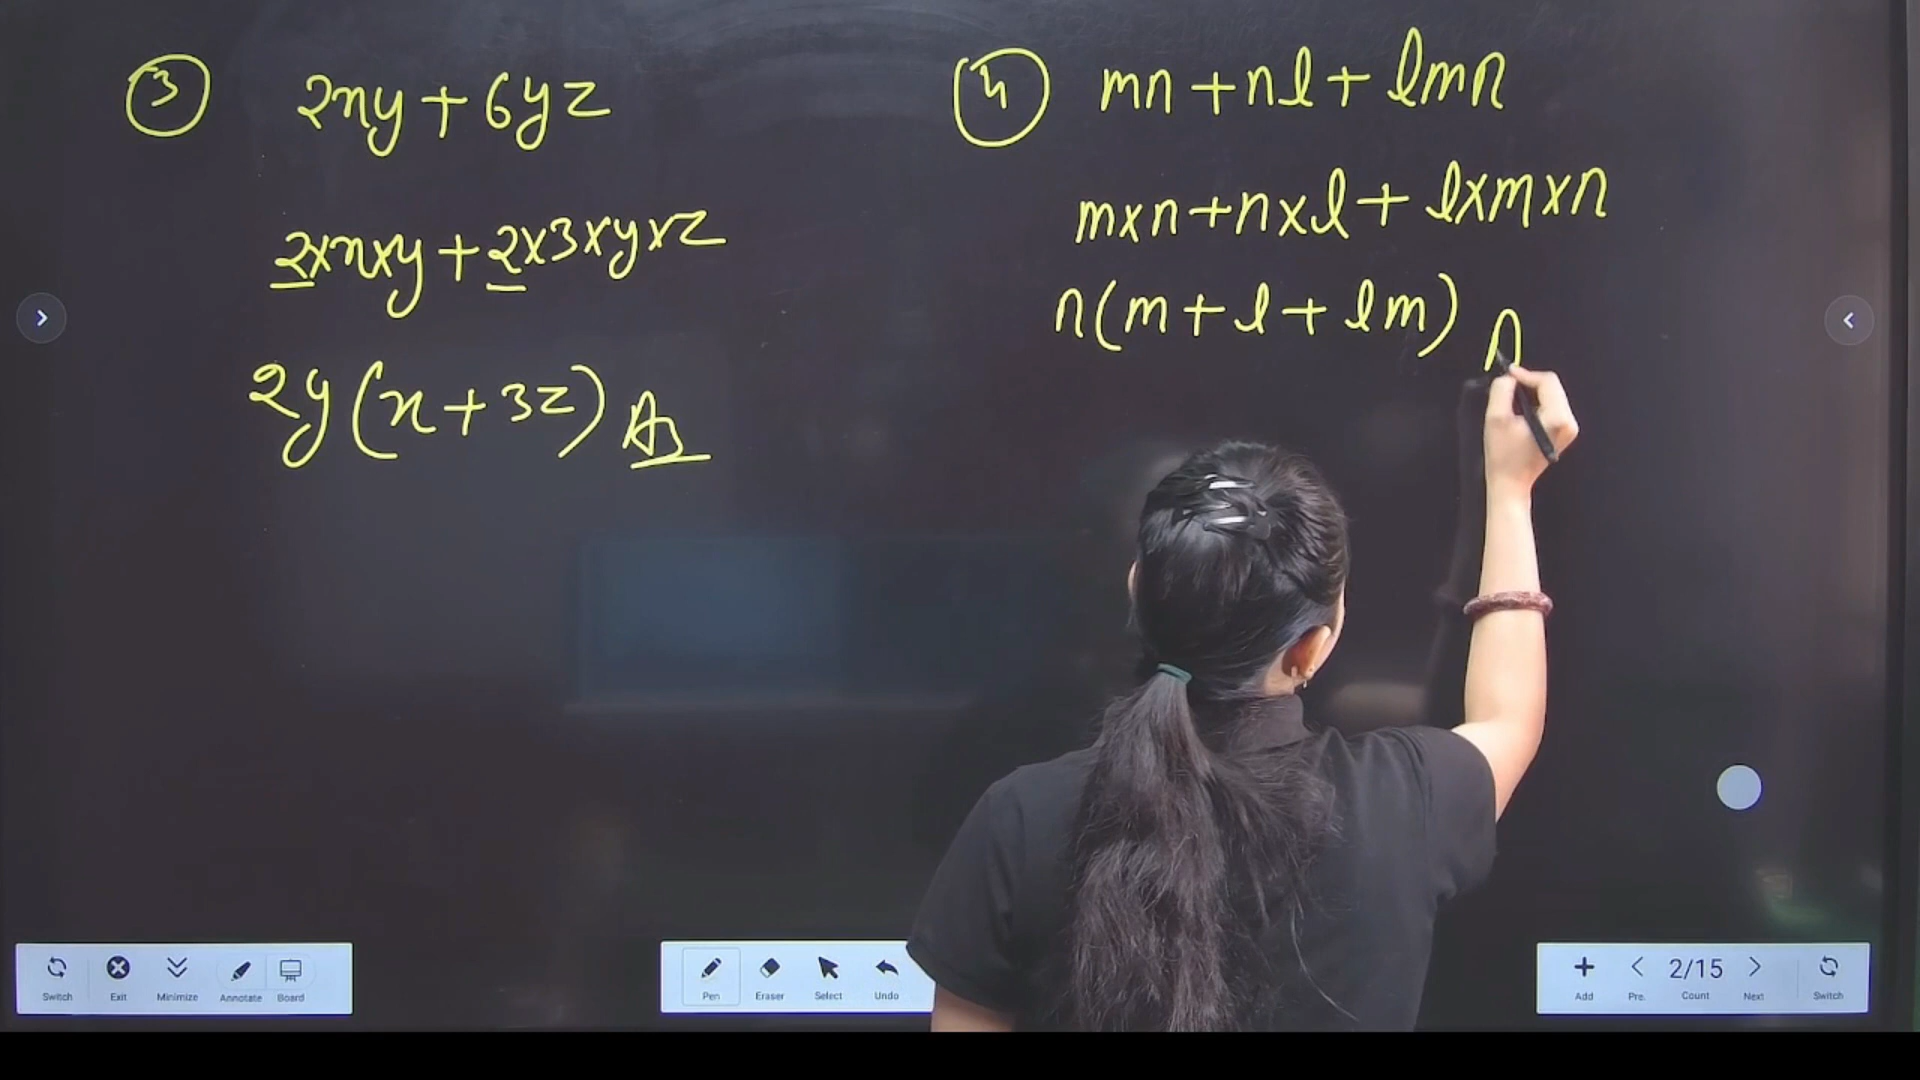 3 2xy + 6yz
2×x×y + 2×3×y×z
2y(x + 3z) As
4 mn + nl + lmn
m×n + n×l + l×m×n
n(m + l + lm)
Switch Exit Minimize Annotate Board
Pen Eraser Select Undo
2/15
Add Pre. Count Next Switch